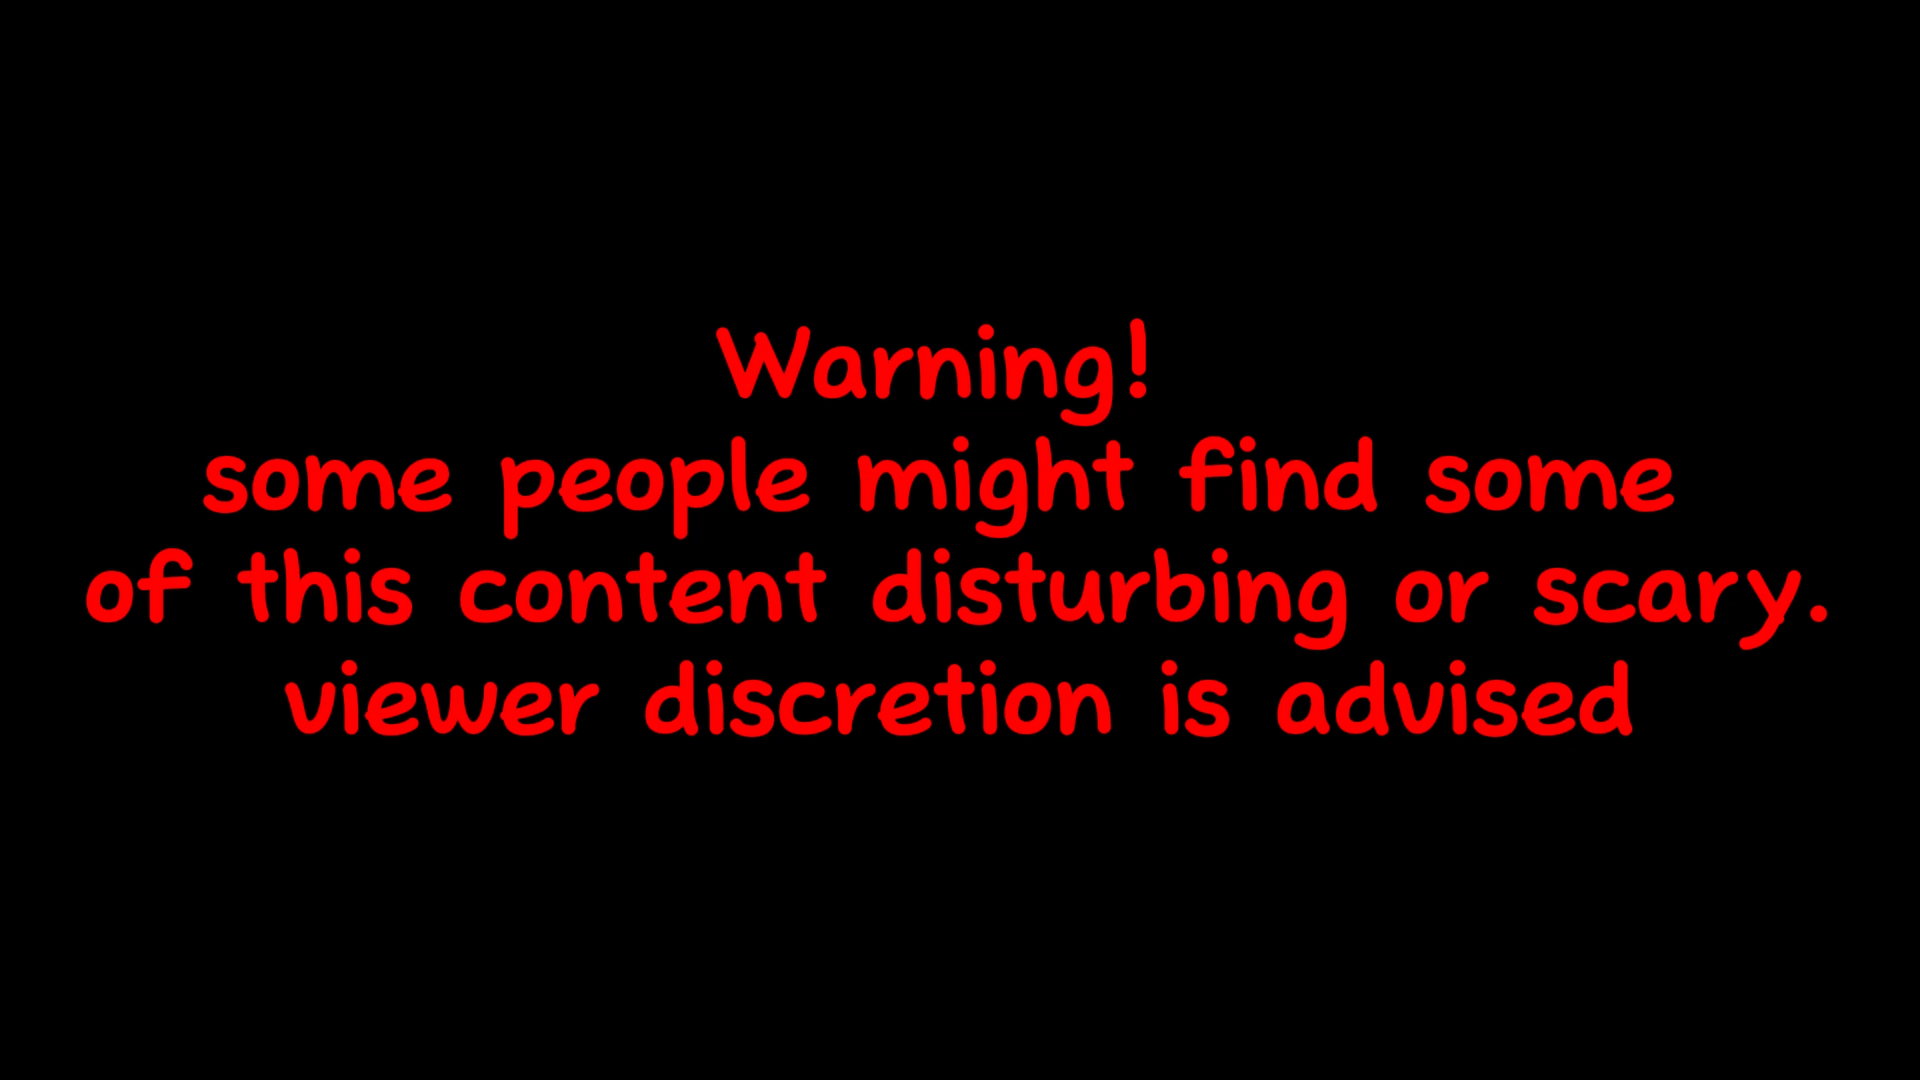 Warning!
some people might find some
of this content disturbing or scary.
viewer discretion is advised